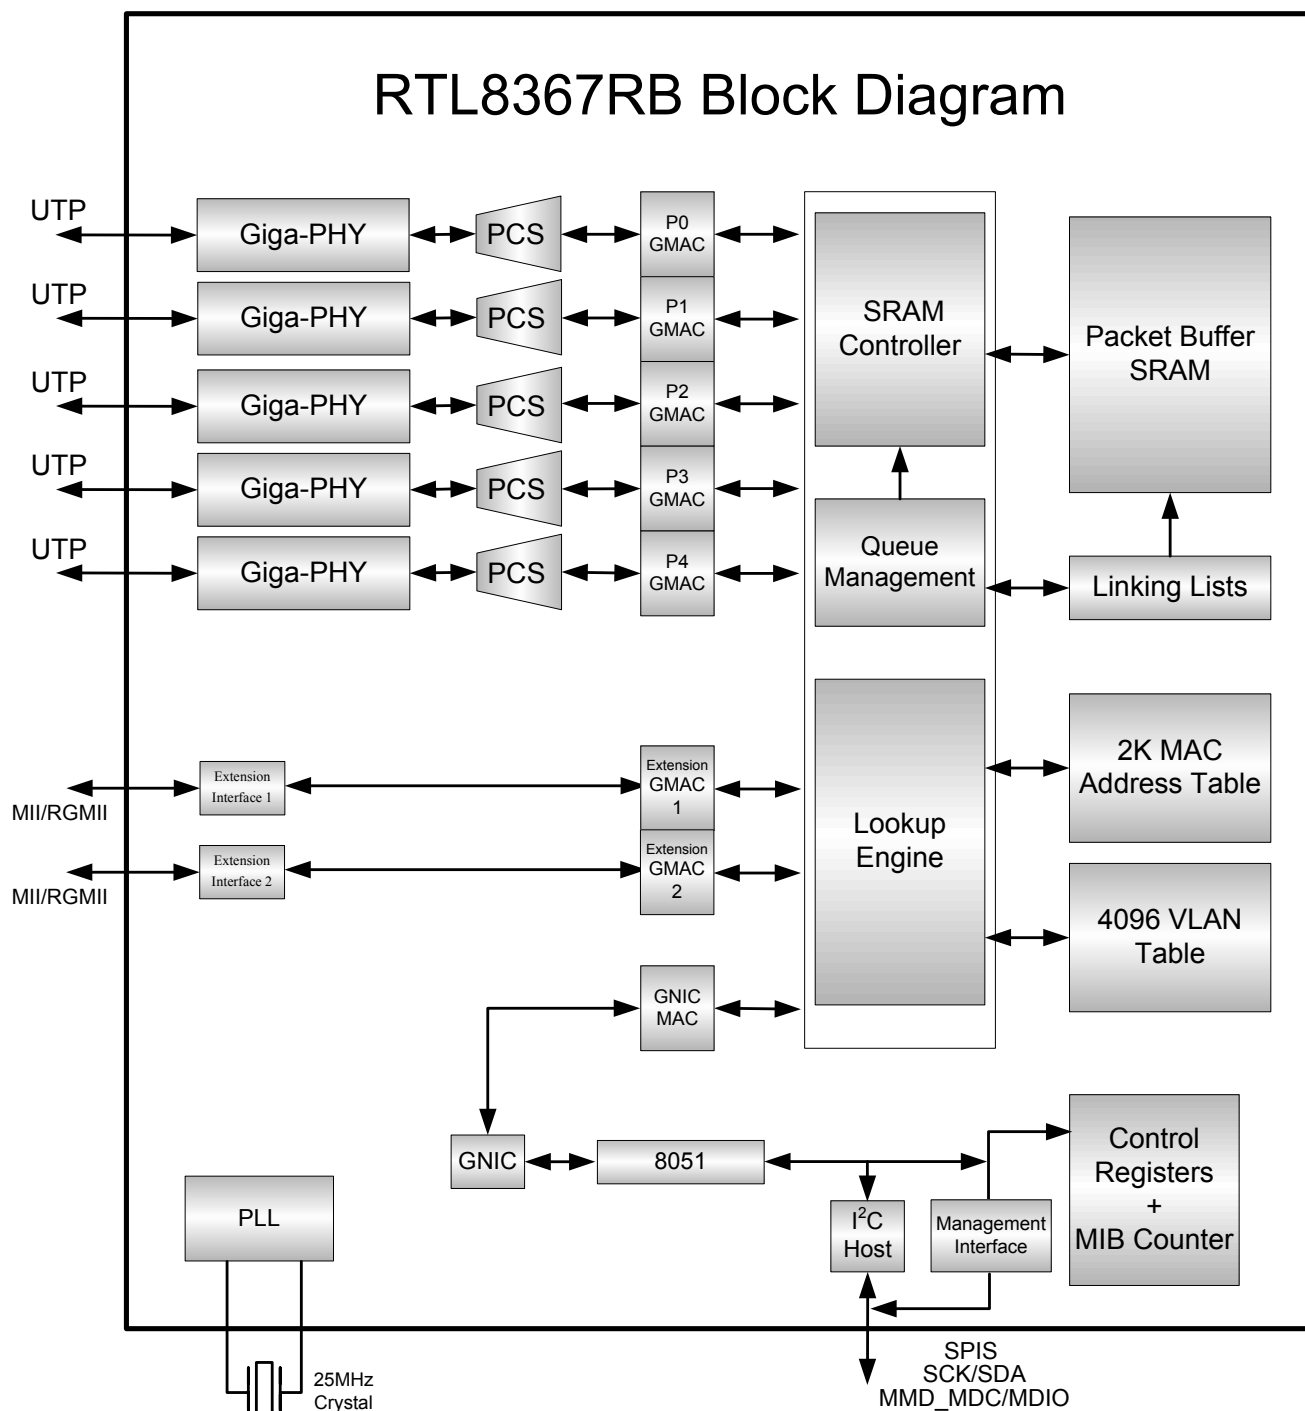 RTL8367RB Block Diagram
UTP
Giga-PHY
PCS
P0
GMAC
UTP
Giga-PHY
PCS
P1
GMAC
UTP
Giga-PHY
PCS
P2
GMAC
UTP
Giga-PHY
PCS
P3
GMAC
UTP
Giga-PHY
PCS
P4
GMAC
SRAM
Controller
Packet Buffer
SRAM
Queue
Management
Linking Lists
MII/RGMII
Extension
Interface 1
Extension
GMAC
1
MII/RGMII
Extension
Interface 2
Extension
GMAC
2
Lookup
Engine
2K MAC
Address Table
4096 VLAN
Table
GNIC
MAC
GNIC
8051
I²C
Host
Management
Interface
Control
Registers
+
MIB Counter
PLL
25MHz
Crystal
SPIS
SCK/SDA
MMD_MDC/MDIO